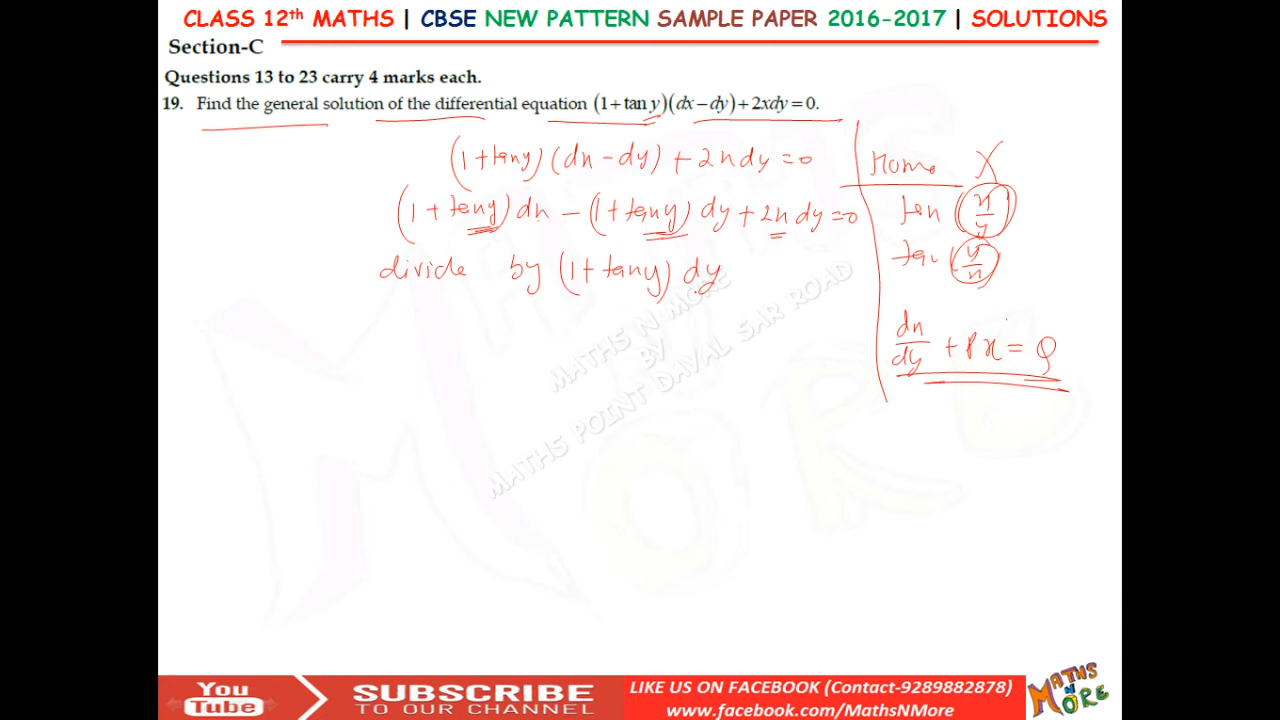 CLASS 12th MATHS | CBSE NEW PATTERN SAMPLE PAPER 2016-2017 | SOLUTIONS
Section-C
Questions 13 to 23 carry 4 marks each.
19. Find the general solution of the differential equation (1+tan y)(dx−dy)+2xdy=0.
(1+tany)(dx−dy)+2xdy=0
(1+tany)dx−(1+tany)dy+2xdy=0
divide by (1+tany)dy
Homo X
tan (x/y)
tan (y/x)
dx/dy + Px = Q
MATHS N MORE
BY
MATHS POINT DAYAL SAR ROAD
You Tube
SUBSCRIBE
TO OUR CHANNEL
LIKE US ON FACEBOOK (Contact-9289882878)
www.facebook.com/MathsNMore
MATHS N MORE